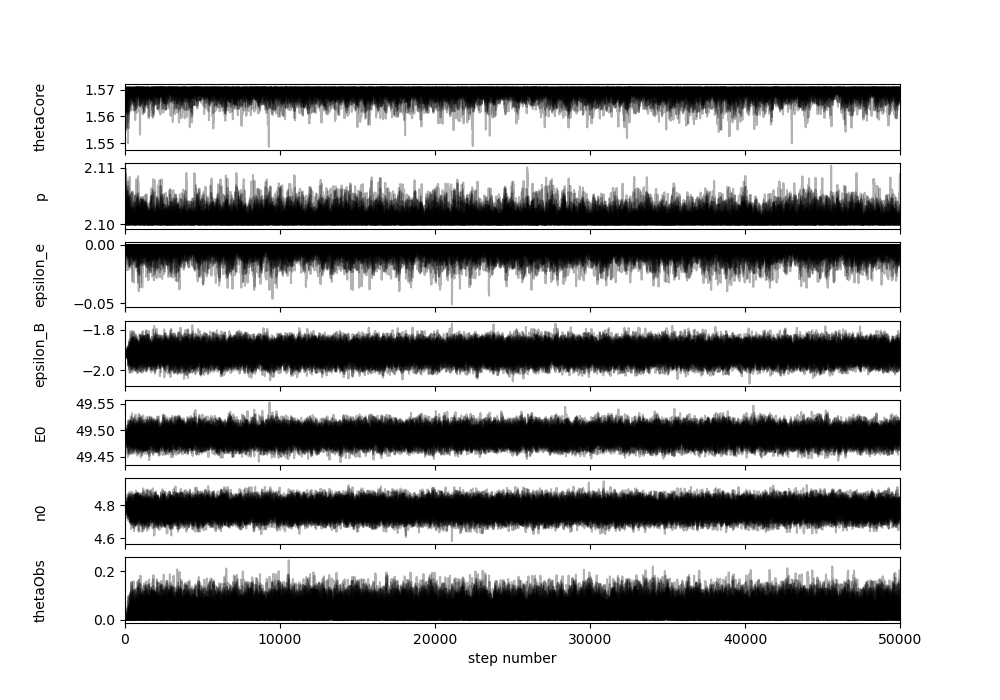 thetaCore
1.57
1.56
1.55
p
2.11
2.10
epsilon_e
0.00
−0.05
epsilon_B
−1.8
−2.0
E0
49.55
49.50
49.45
n0
4.8
4.6
thetaObs
0.2
0.0
0 10000 20000 30000 40000 50000
step number